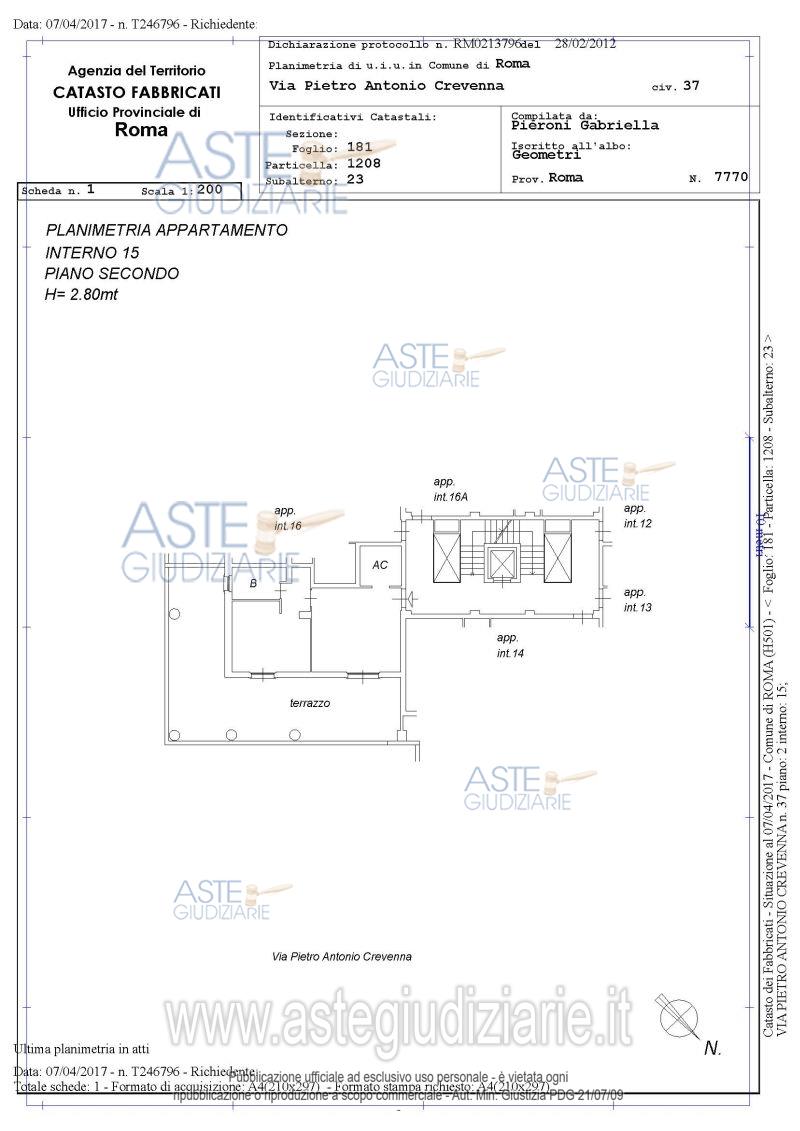 Data: 07/04/2017 - n. T246796 - Richiedente:
Agenzia del Territorio
CATASTO FABBRICATI
Ufficio Provinciale di
Roma
Dichiarazione protocollo n. RM0213796del 28/02/2012
Planimetria di u.i.u. in Comune di Roma
Via Pietro Antonio Crevenna civ. 37
Identificativi Catastali:
Sezione:
Foglio: 181
Particella: 1208
Subalterno: 23
Compilata da:
Pieroni Gabriella
Iscritto all'albo:
Geometri
Prov. Roma N. 7770
Scheda n. 1 Scala 1: 200
ASTE
GIUDIZIARIE
PLANIMETRIA APPARTAMENTO
INTERNO 15
PIANO SECONDO
H= 2.80mt
ASTE
GIUDIZIARIE
ASTE
GIUDIZIARIE
ASTE
GIUDIZIARIE
app.
int.16A
app.
int.16
app.
int.12
AC
B
app.
int.13
app.
int.14
terrazzo
10 metri
ASTE
GIUDIZIARIE
ASTE
GIUDIZIARIE
Via Pietro Antonio Crevenna
www.astegiudiziarie.it
N.
Catasto dei Fabbricati - Situazione al 07/04/2017 - Comune di ROMA (H501) - < Foglio: 181 - Particella: 1208 - Subalterno: 23 >
VIA PIETRO ANTONIO CREVENNA n. 37 piano: 2 interno: 15;
Ultima planimetria in atti
Data: 07/04/2017 - n. T246796 - Richiedente
Totale schede: 1 - Formato di acquisizione: A4(210x297) - Formato stampa richiesto: A4(210x297)
Pubblicazione ufficiale ad esclusivo uso personale - è vietata ogni
ripubblicazione o riproduzione a scopo commerciale - Aut. Min. Giustizia PDG 21/07/09